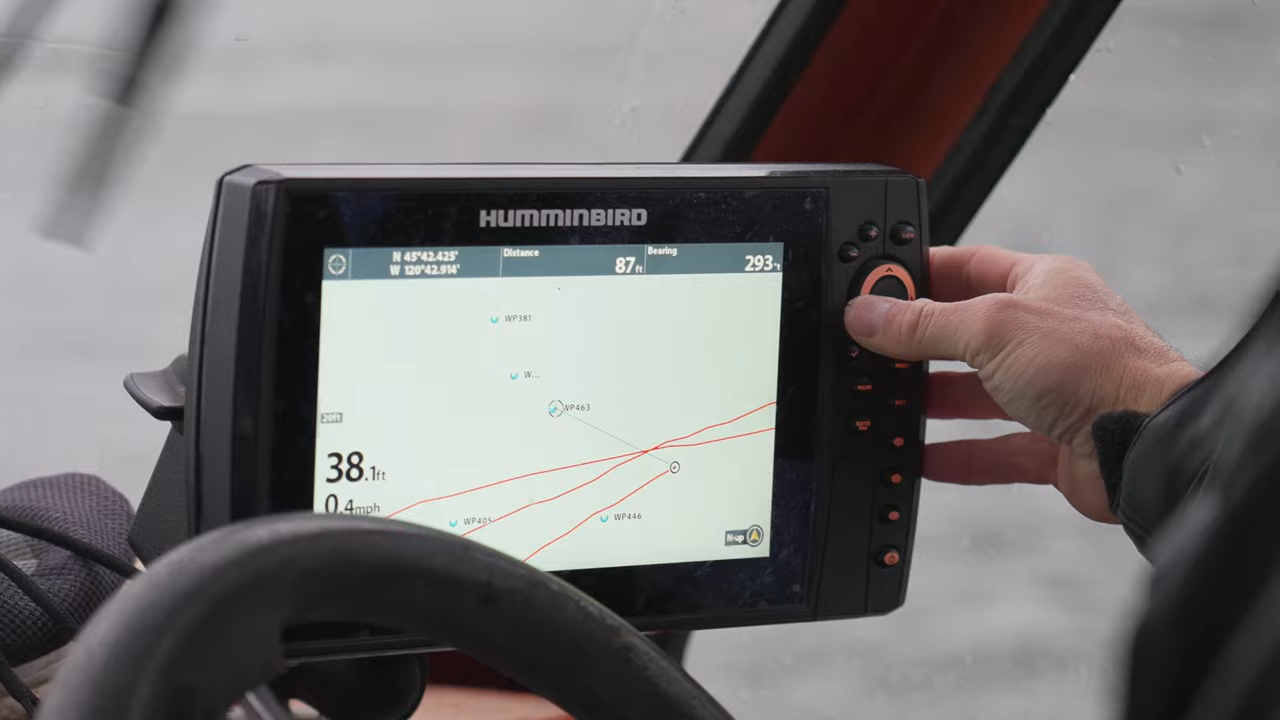 HUMMINBIRD
N 45°42.425'
W 120°42.914'
Distance
87ft
Bearing
293°t
WP381
W...
WP463
20ft
38.1ft
0.4mph
WP405
WP446
N-up